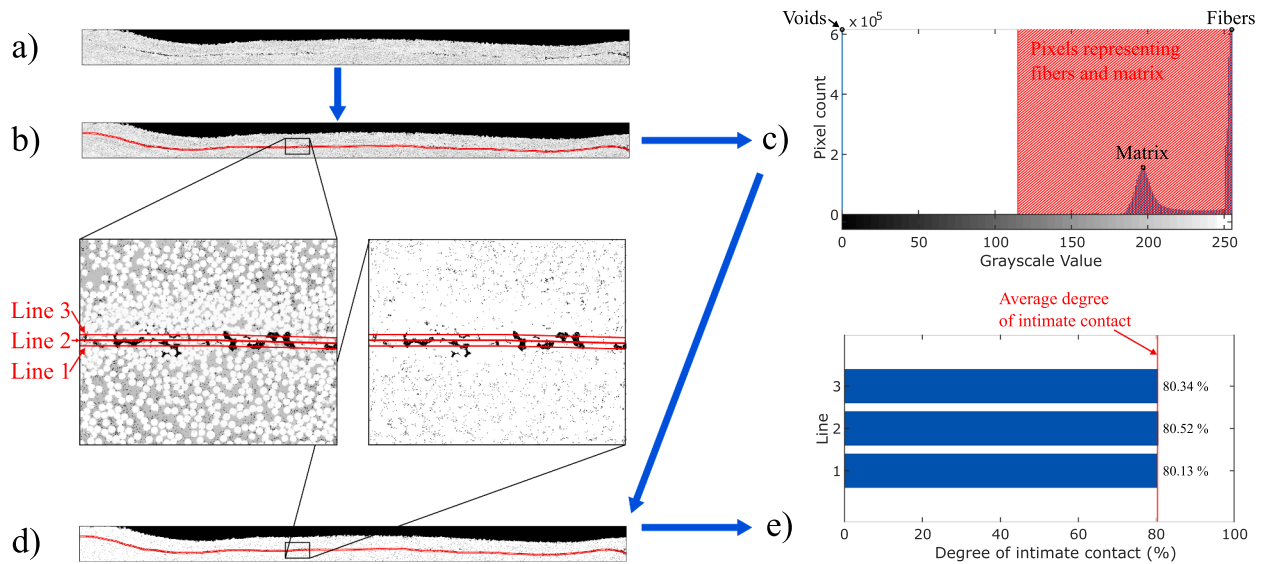 a)
b)
Line 3
Line 2
Line 1
d)
c)
Voids
×10⁵
Fibers
Pixels representing
fibers and matrix
Matrix
Pixel count
6
4
2
0
0 50 100 150 200 250
Grayscale Value
e)
Average degree
of intimate contact
Line
3
80.34 %
2
80.52 %
1
80.13 %
0 20 40 60 80 100
Degree of intimate contact (%)